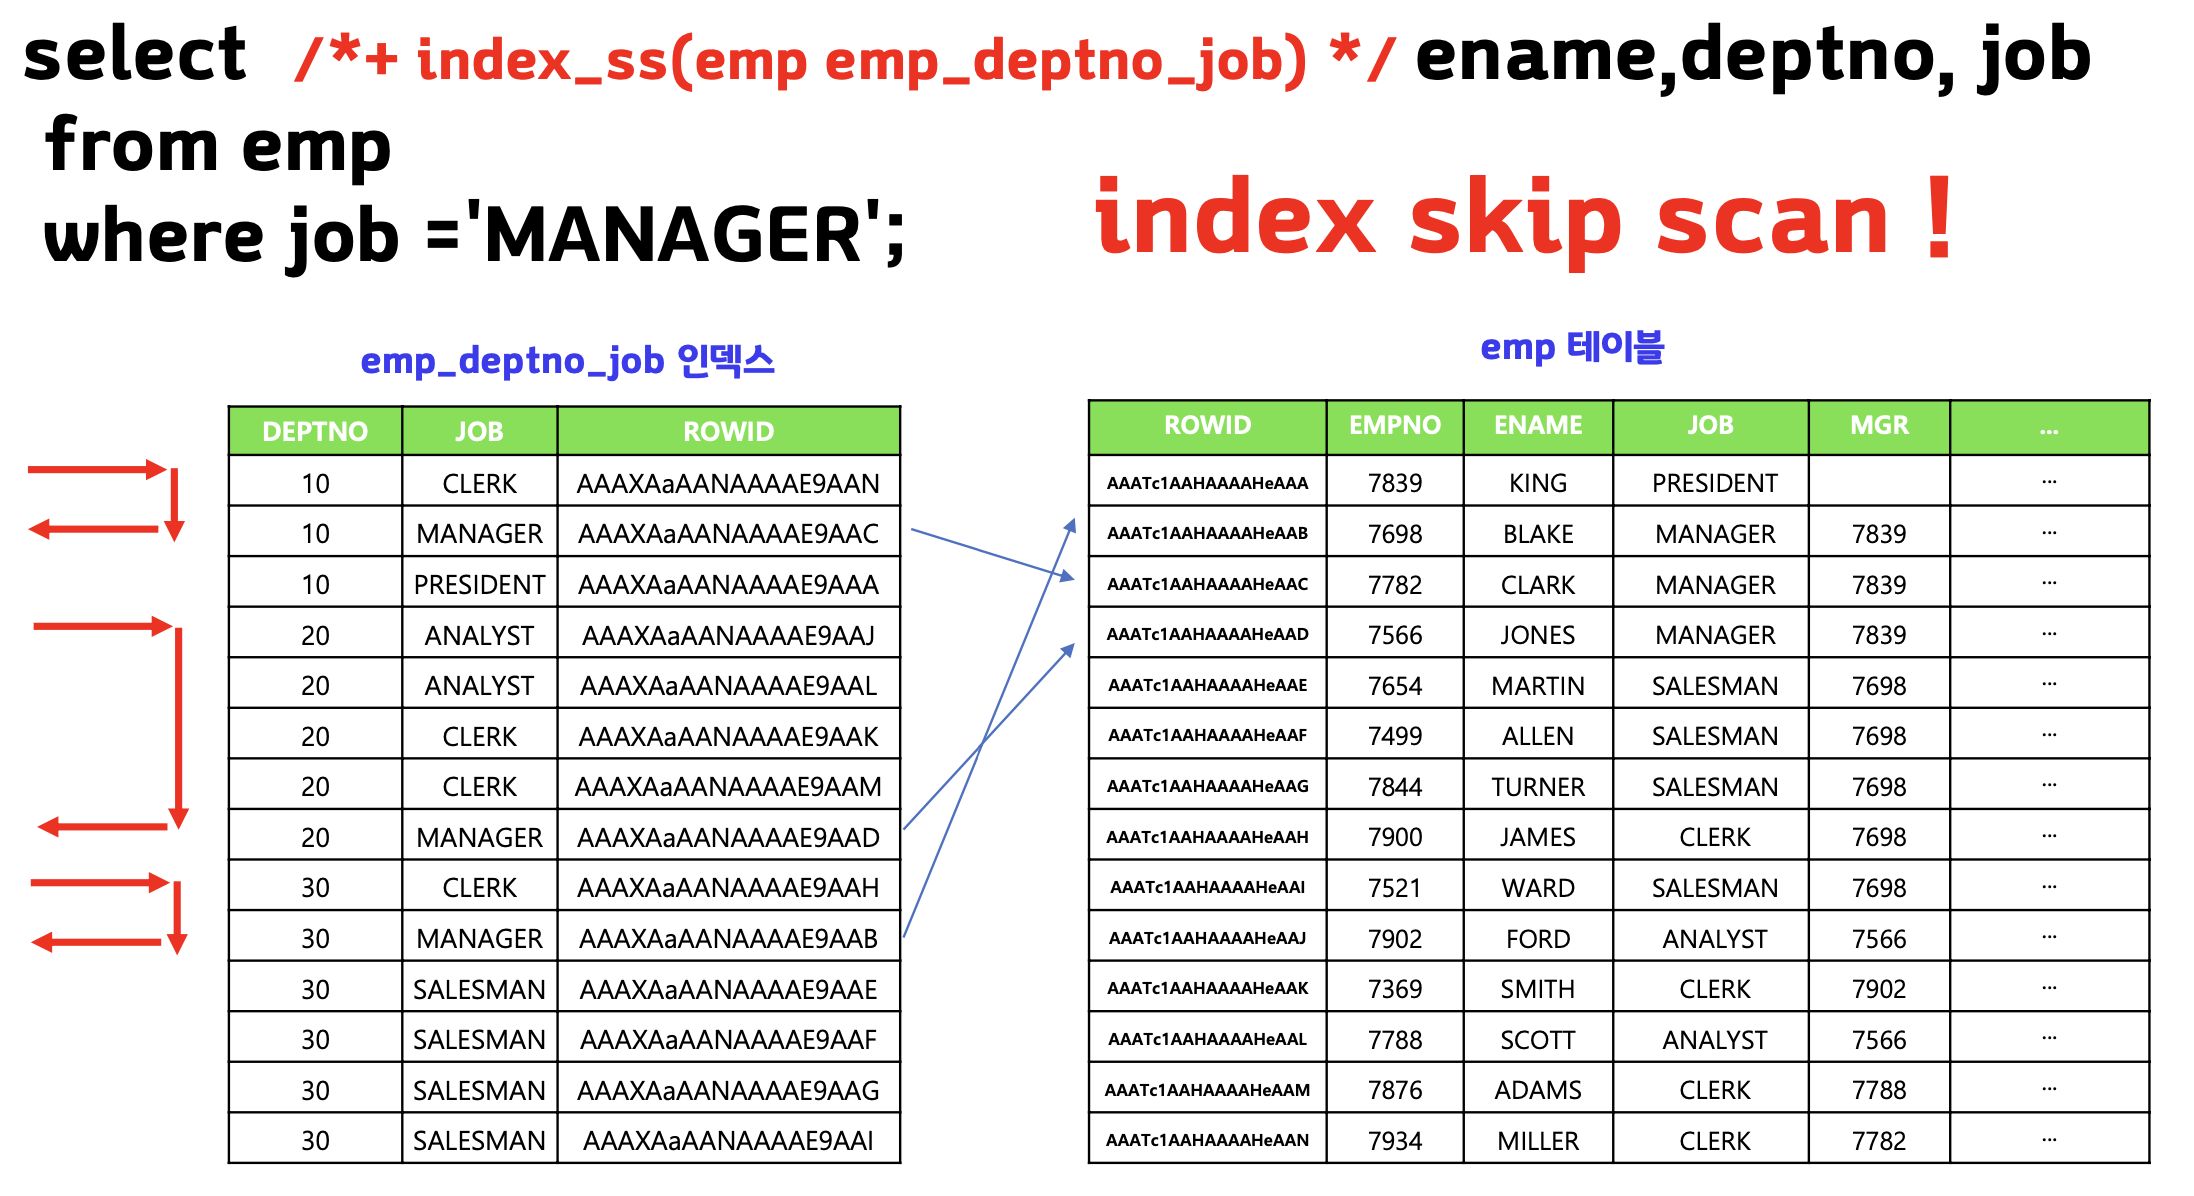 select /*+ index_ss(emp emp_deptno_job) */ ename,deptno, job
from emp
where job ='MANAGER';
index skip scan !
emp_deptno_job 인덱스
DEPTNO JOB ROWID
10 CLERK AAAXAaAANAAAAE9AAN
10 MANAGER AAAXAaAANAAAAE9AAC
10 PRESIDENT AAAXAaAANAAAAE9AAA
20 ANALYST AAAXAaAANAAAAE9AAJ
20 ANALYST AAAXAaAANAAAAE9AAL
20 CLERK AAAXAaAANAAAAE9AAK
20 CLERK AAAXAaAANAAAAE9AAM
20 MANAGER AAAXAaAANAAAAE9AAD
30 CLERK AAAXAaAANAAAAE9AAH
30 MANAGER AAAXAaAANAAAAE9AAB
30 SALESMAN AAAXAaAANAAAAE9AAE
30 SALESMAN AAAXAaAANAAAAE9AAF
30 SALESMAN AAAXAaAANAAAAE9AAG
30 SALESMAN AAAXAaAANAAAAE9AAI
emp 테이블
ROWID EMPNO ENAME JOB MGR ...
AAATc1AAHAAAAHeAAA 7839 KING PRESIDENT ...
AAATc1AAHAAAAHeAAB 7698 BLAKE MANAGER 7839 ...
AAATc1AAHAAAAHeAAC 7782 CLARK MANAGER 7839 ...
AAATc1AAHAAAAHeAAD 7566 JONES MANAGER 7839 ...
AAATc1AAHAAAAHeAAE 7654 MARTIN SALESMAN 7698 ...
AAATc1AAHAAAAHeAAF 7499 ALLEN SALESMAN 7698 ...
AAATc1AAHAAAAHeAAG 7844 TURNER SALESMAN 7698 ...
AAATc1AAHAAAAHeAAH 7900 JAMES CLERK 7698 ...
AAATc1AAHAAAAHeAAI 7521 WARD SALESMAN 7698 ...
AAATc1AAHAAAAHeAAJ 7902 FORD ANALYST 7566 ...
AAATc1AAHAAAAHeAAK 7369 SMITH CLERK 7902 ...
AAATc1AAHAAAAHeAAL 7788 SCOTT ANALYST 7566 ...
AAATc1AAHAAAAHeAAM 7876 ADAMS CLERK 7788 ...
AAATc1AAHAAAAHeAAN 7934 MILLER CLERK 7782 ...